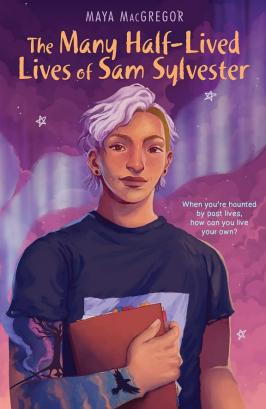 MAYA MACGREGOR
The Many Half-Lived
Lives of Sam Sylvester
When you're haunted
by past lives,
how can you live
your own?